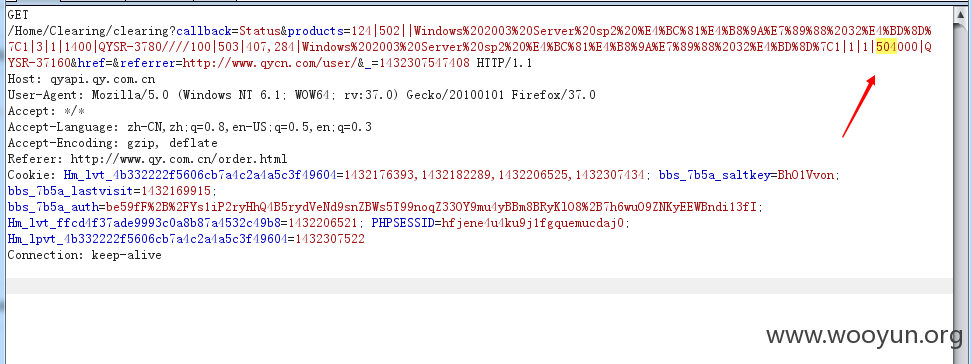 GET
/Home/Clearing/clearing?callback=Status&products=124|502||Windows%202003%20Server%20sp2%20%E4%BC%81%E4%B8%9A%E7%89%88%2032%E4%BD%8D%
7C1|3|1|1400|QYSR-3780////100|503|407,284|Windows%202003%20Server%20sp2%20%E4%BC%81%E4%B8%9A%E7%89%88%2032%E4%BD%8D%7C1|1|1|504000|Q
YSR-37160&href=&referrer=http://www.qycn.com/user/&_=1432307547408 HTTP/1.1
Host: qyapi.qy.com.cn
User-Agent: Mozilla/5.0 (Windows NT 6.1; WOW64; rv:37.0) Gecko/20100101 Firefox/37.0
Accept: */*
Accept-Language: zh-CN,zh;q=0.8,en-US;q=0.5,en;q=0.3
Accept-Encoding: gzip, deflate
Referer: http://www.qy.com.cn/order.html
Cookie: Hm_lvt_4b332222f5606cb7a4c2a4a5c3f49604=1432176393,1432182289,1432206525,1432307434; bbs_7b5a_saltkey=BhO1Vvon;
bbs_7b5a_lastvisit=1432169915;
bbs_7b5a_auth=be59fF%2B%2FYs1iP2ryHhQ4B5rydVeNd9snZBWs5T99noqZ33OY9mu4yBBm8BRyKlO8%2B7h6wuO9ZNKyEEWBndi13fI;
Hm_lvt_ffcd4f37ade9993c0a8b87a4532c49b8=1432206521; PHPSESSID=hfjene4u4ku9j1fgquemucdaj0;
Hm_lpvt_4b332222f5606cb7a4c2a4a5c3f49604=1432307522
Connection: keep-alive
www.wooyun.org